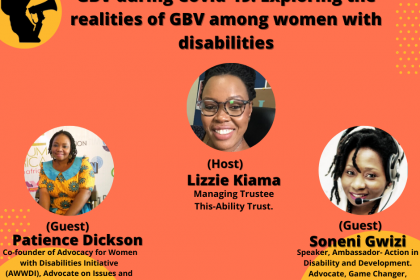 GBV during Covid 19: Exploring the
realities of GBV among women with
disabilities
(Host)
Lizzie Kiama
Managing Trustee
This-Ability Trust.
(Guest)
Patience Dickson
Co-founder of Advocacy for Women
with Disabilities Initiative
(AWWDI), Advocate on Issues and
(Guest)
Soneni Gwizi
Speaker, Ambassador- Action in
Disability and Development.
Advocate, Game Changer,